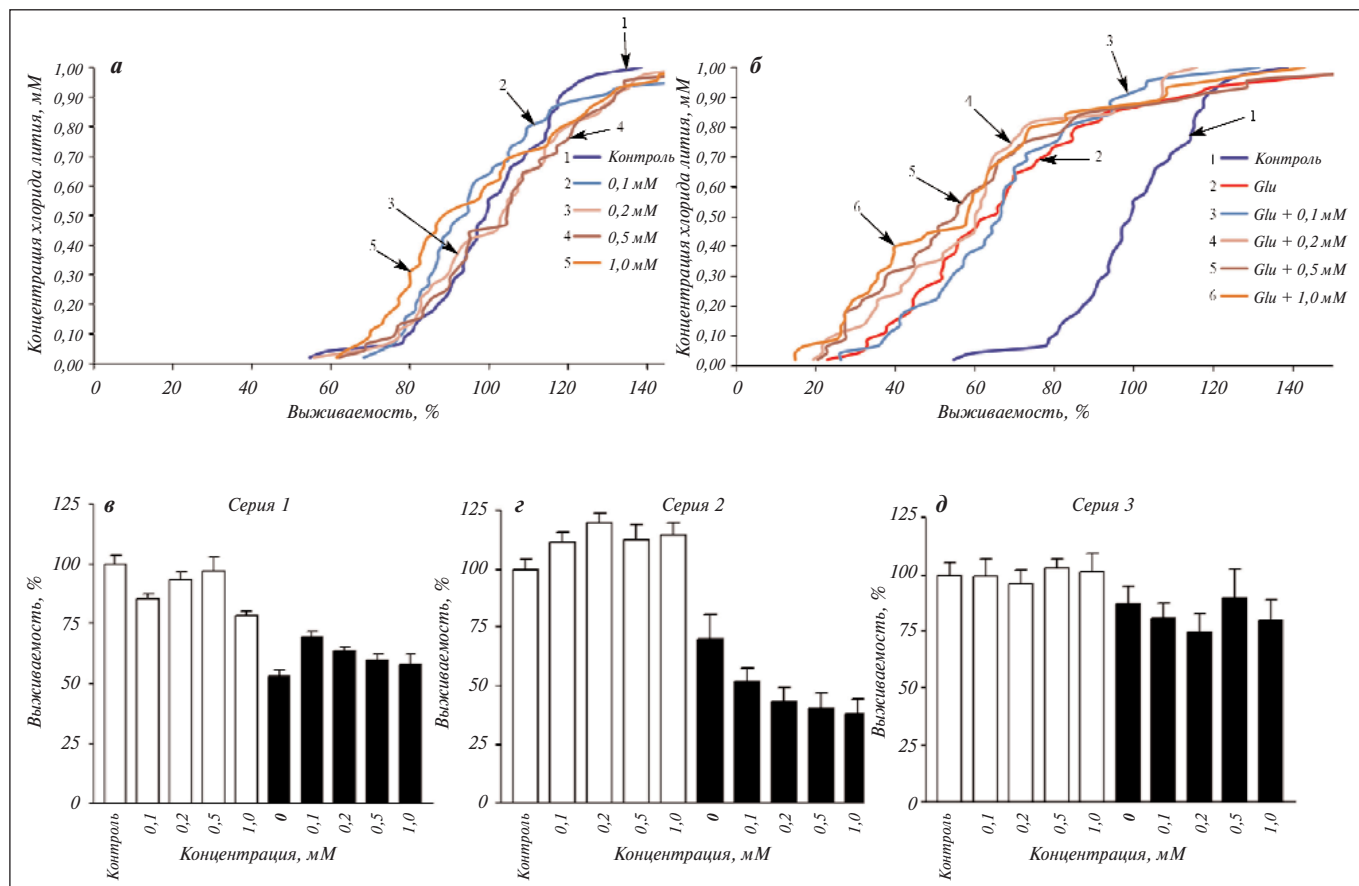 а
1
2
3
4
5
1 Контроль
2 0,1 мМ
3 0,2 мМ
4 0,5 мМ
5 1,0 мМ
Концентрация хлорида лития, мМ
1,00
0,90
0,80
0,70
0,60
0,50
0,40
0,30
0,20
0,10
0,00
0 20 40 60 80 100 120 140
Выживаемость, %
б
3
4
1
5
2
6
1 Контроль
2 Glu
3 Glu + 0,1 мМ
4 Glu + 0,2 мМ
5 Glu + 0,5 мМ
6 Glu + 1,0 мМ
Концентрация хлорида лития, мМ
1,00
0,90
0,80
0,70
0,60
0,50
0,40
0,30
0,20
0,10
0,00
0 20 40 60 80 100 120 140
Выживаемость, %
в Серия 1
Выживаемость, %
125
100
75
50
25
0
Контроль 0,1 0,2 0,5 1,0 0 0,1 0,2 0,5 1,0
Концентрация, мМ
г Серия 2
Выживаемость, %
125
100
75
50
25
0
Контроль 0,1 0,2 0,5 1,0 0 0,1 0,2 0,5 1,0
Концентрация, мМ
д Серия 3
Выживаемость, %
125
100
75
50
25
0
Контроль 0,1 0,2 0,5 1,0 0 0,1 0,2 0,5 1,0
Концентрация, мМ